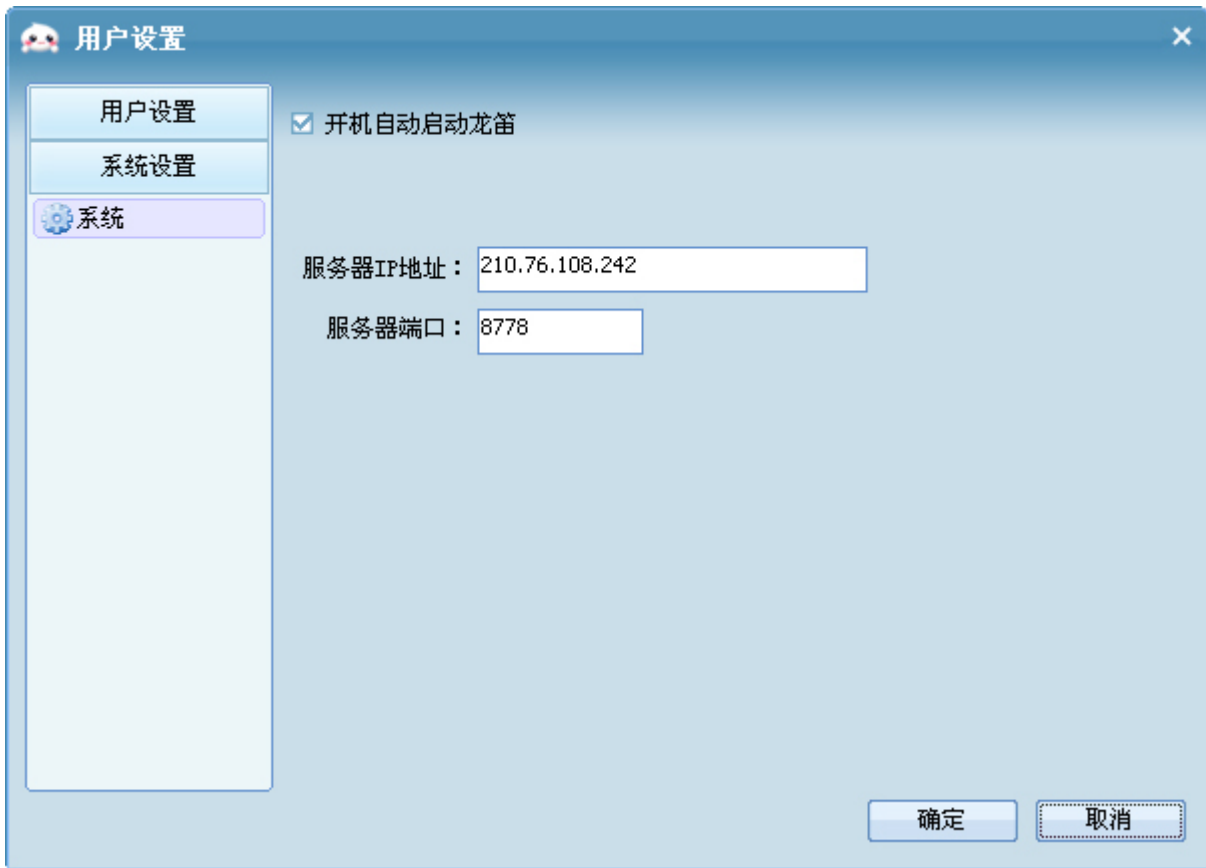 用户设置
用户设置
系统设置
系统
开机自动启动龙笛
服务器IP地址：210.76.108.242
服务器端口：8778
确定
取消